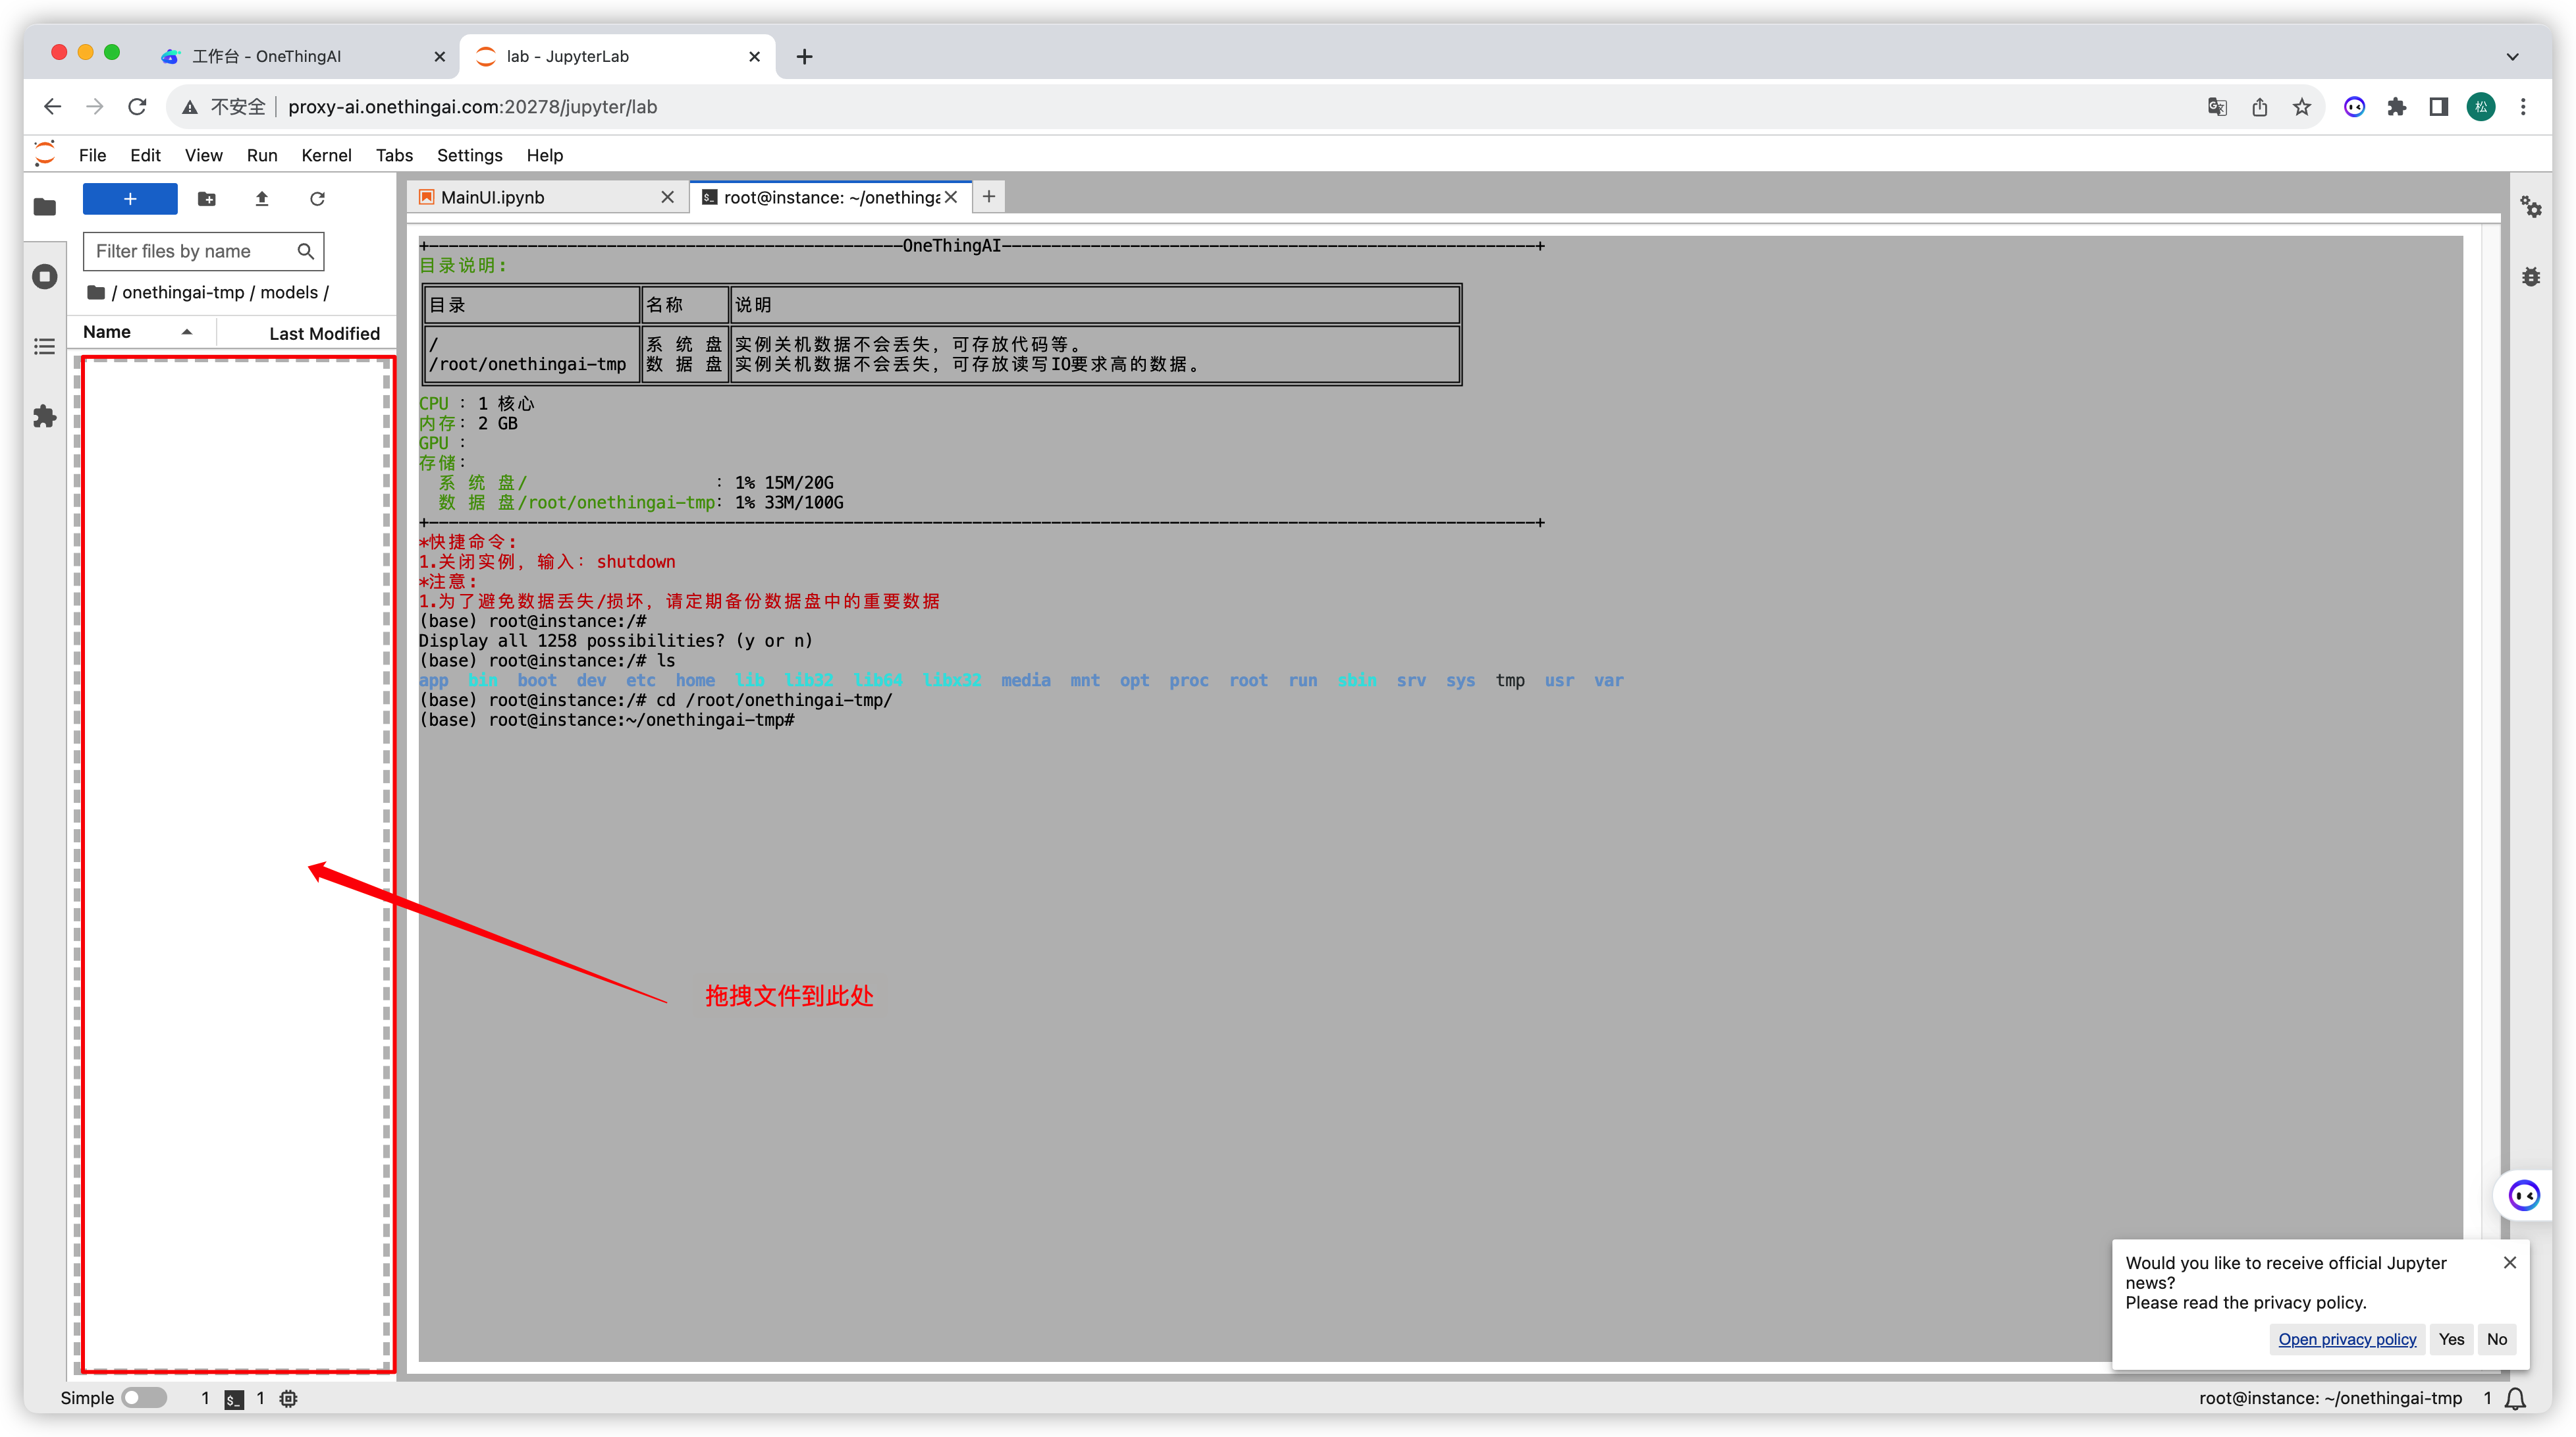 工作台 - OneThingAI
lab - JupyterLab
不安全 proxy-ai.onethingai.com:20278/jupyter/lab
松
File Edit View Run Kernel Tabs Settings Help
Filter files by name
/ onethingai-tmp / models /
Name Last Modified
MainUI.ipynb
root@instance: ~/onethinga
+------OneThingAI------+
目录说明:
目录 名称 说明
/ 系 统 盘 实例关机数据不会丢失, 可存放代码等。
/root/onethingai-tmp 数 据 盘 实例关机数据不会丢失, 可存放读写IO要求高的数据。
CPU : 1 核心
内存: 2 GB
GPU :
存储:
系 统 盘/ : 1% 15M/20G
数 据 盘/root/onethingai-tmp: 1% 33M/100G
+------+
*快捷命令:
1.关闭实例, 输入: shutdown
*注意:
1.为了避免数据丢失/损坏, 请定期备份数据盘中的重要数据
(base) root@instance:/#
Display all 1258 possibilities? (y or n)
(base) root@instance:/# ls
app bin boot dev etc home lib lib32 lib64 libx32 media mnt opt proc root run sbin srv sys tmp usr var
(base) root@instance:/# cd /root/onethingai-tmp/
(base) root@instance:~/onethingai-tmp#
拖拽文件到此处
Would you like to receive official Jupyter
news?
Please read the privacy policy.
Open privacy policy Yes No
Simple 1 $_ 1 root@instance: ~/onethingai-tmp 1